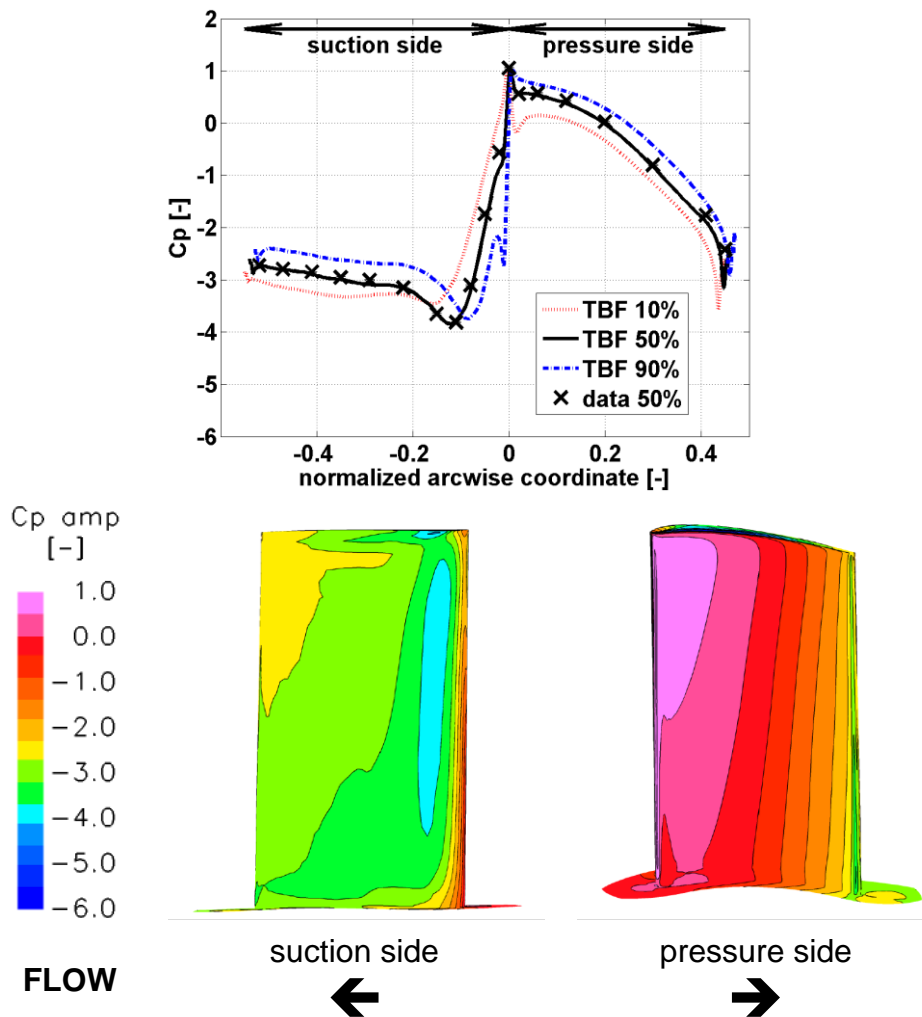 2
1
0
-1
-2
-3
-4
-5
-6
Cp [-]
suction side pressure side
TBF 10%
TBF 50%
TBF 90%
data 50%
-0.4 -0.2 0 0.2 0.4
normalized arcwise coordinate [-]
Cp amp
[-]
1.0
0.0
-1.0
-2.0
-3.0
-4.0
-5.0
-6.0
suction side pressure side
FLOW